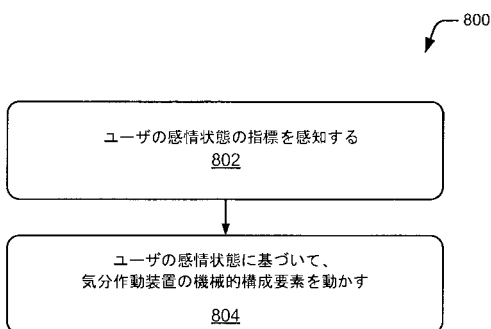 800
ユーザの感情状態の指標を感知する
802
ユーザの感情状態に基づいて、
気分作動装置の機械的構成要素を動かす
804